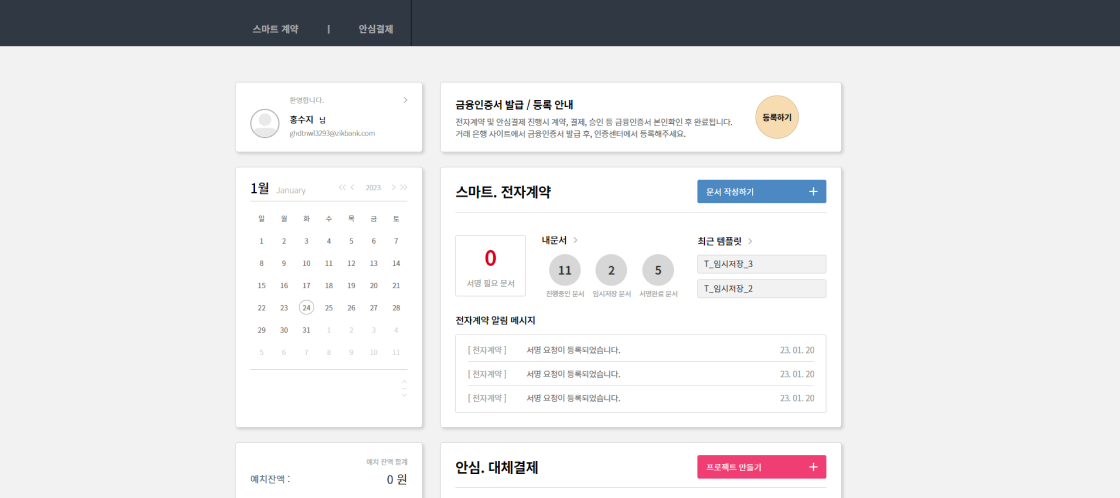 스마트 계약 | 안심결제
환영합니다.
홍수지 님
ghdtnwl3293@zikbank.com
금융인증서 발급 / 등록 안내
전자계약 및 안심결제 진행시 계약, 결제, 승인 등 금융인증서 본인확인 후 완료됩니다.
거래 은행 사이트에서 금융인증서 발급 후, 인증센터에서 등록해주세요.
등록하기
1월 January 2023
일 월 화 수 목 금 토
1 2 3 4 5 6 7
8 9 10 11 12 13 14
15 16 17 18 19 20 21
22 23 24 25 26 27 28
29 30 31 1 2 3 4
5 6 7 8 9 10 11
스마트. 전자계약
문서 작성하기 +
0
서명 필요 문서
내문서 >
11 2 5
진행중인 문서 임시저장 문서 서명완료 문서
최근 템플릿 >
T_임시저장_3
T_임시저장_2
전자계약 알림 메시지
[ 전자계약 ] 서명 요청이 등록되었습니다. 23. 01. 20
[ 전자계약 ] 서명 요청이 등록되었습니다. 23. 01. 20
[ 전자계약 ] 서명 요청이 등록되었습니다. 23. 01. 20
예치 잔액 합계
예치잔액 : 0 원
안심. 대체결제
프로젝트 만들기 +